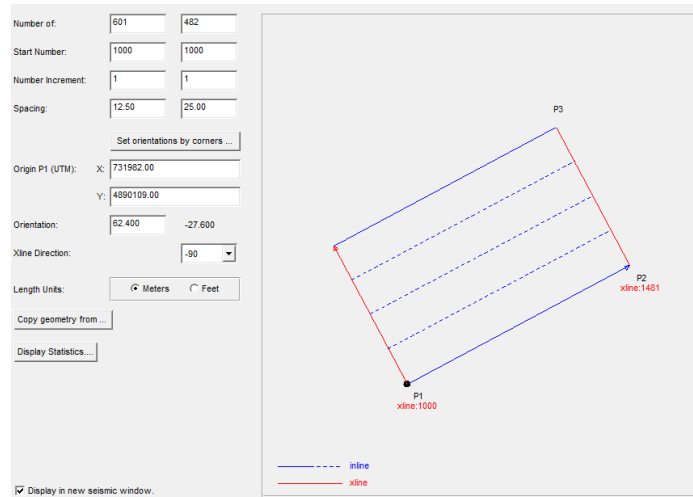 Number of: 601 482
Start Number: 1000 1000
Number Increment: 1 1
Spacing: 12.50 25.00
Set orientations by corners ...
Origin P1 (UTM): X: 731982.00
Y: 4890109.00
Orientation: 62.400 -27.600
Xline Direction: -90
Length Units: Meters Feet
Copy geometry from ...
Display Statistics....
Display in new seismic window.
P3
P2
xline:1481
P1
xline:1000
inline
xline